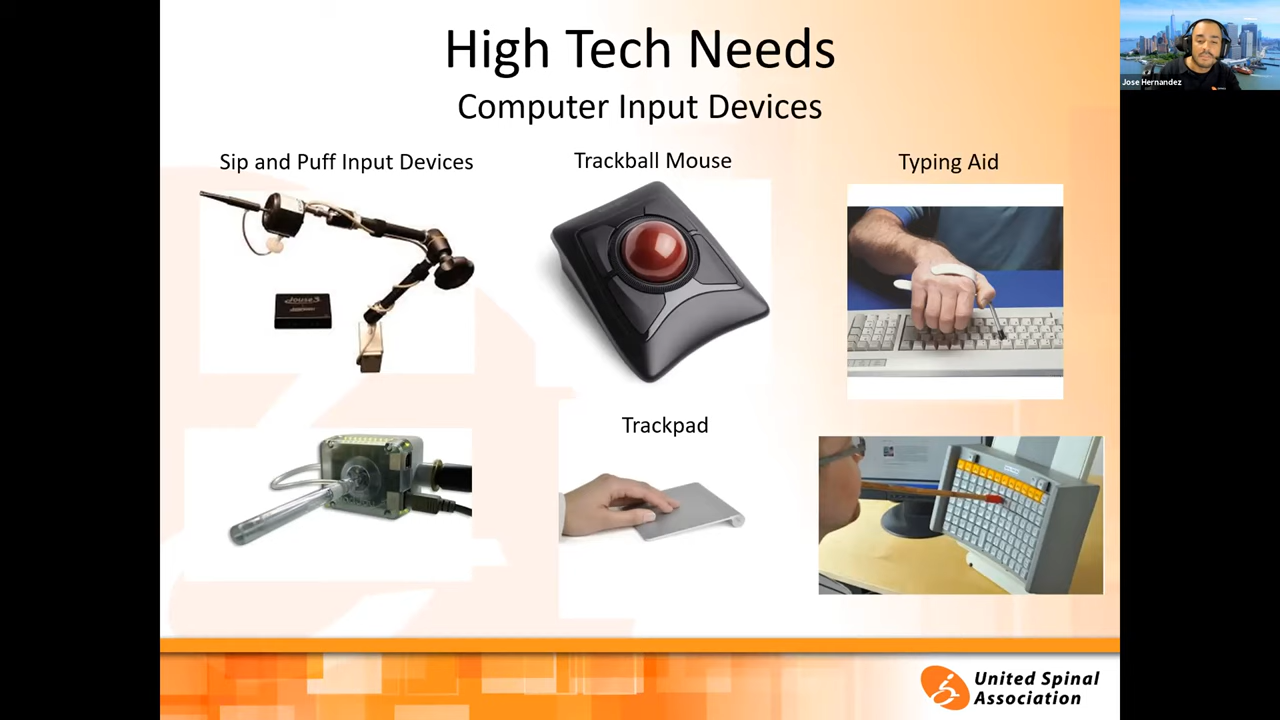 High Tech Needs
Computer Input Devices
Jose Hernandez
Sip and Puff Input Devices
Trackball Mouse
Typing Aid
Jouse3
Trackpad
United Spinal
Association